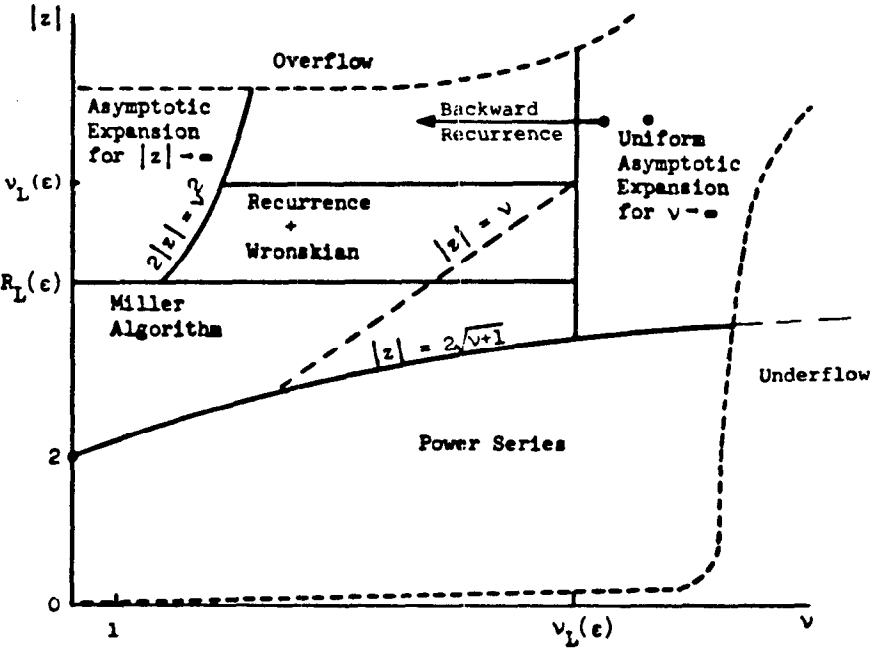 |z|
Overflow
Asymptotic
Expansion
for |z|→∞
Backward
Recurrence
Uniform
Asymptotic
Expansion
for ν→∞
ν_L(ε)
2|z| = ν²
Recurrence
+
Wronskian
|z| = ν
R_L(ε)
Miller
Algorithm
|z| = 2√(ν+1)
Underflow
Power Series
2
0
1
ν_L(ε)
ν